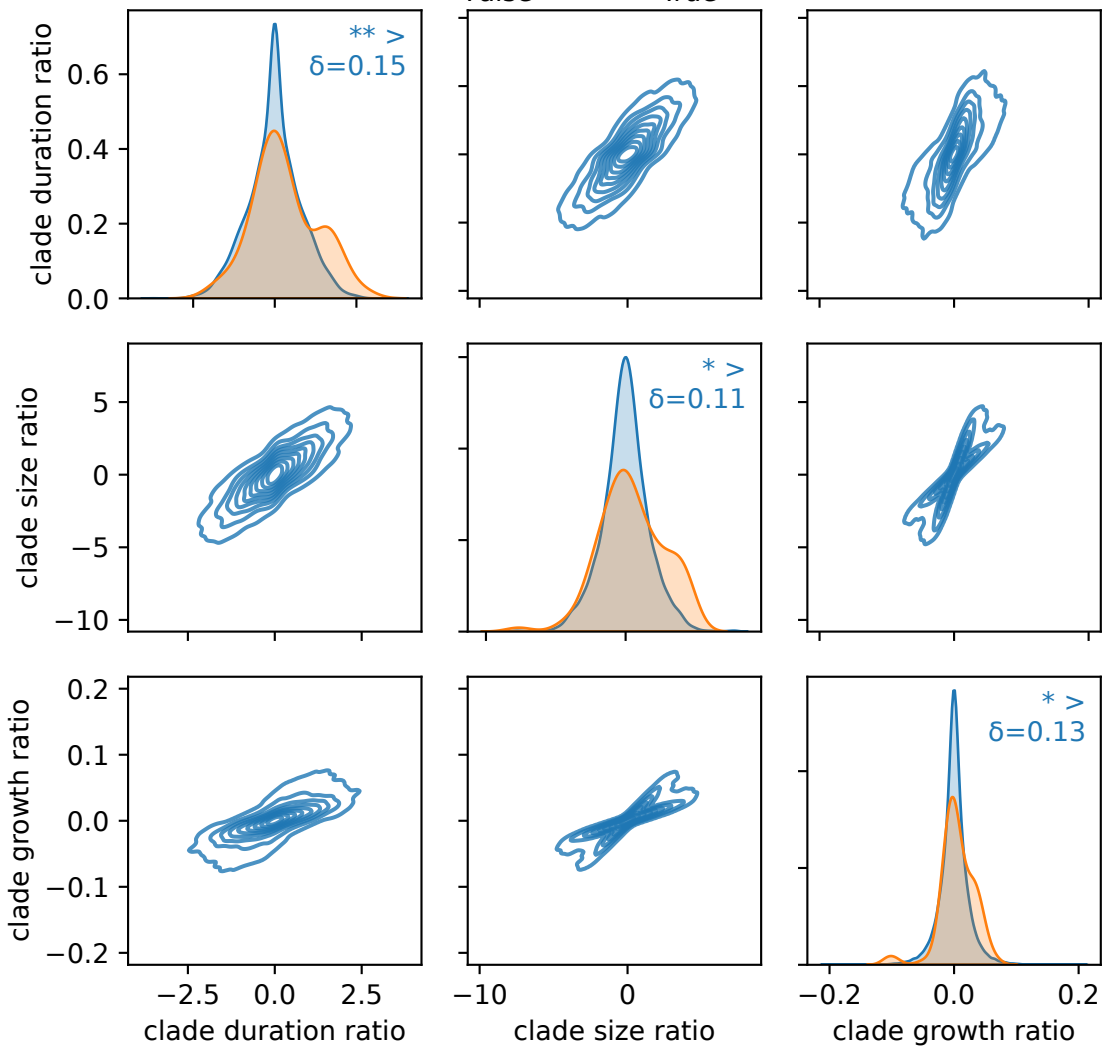 clade duration ratio
0.6
0.4
0.2
0.0
** >
δ=0.15
clade size ratio
5
0
−5
−10
* >
δ=0.11
clade growth ratio
0.2
0.1
0.0
−0.1
−0.2
* >
δ=0.13
−2.5 0.0 2.5
−10 0
−0.2 0.0 0.2
clade duration ratio
clade size ratio
clade growth ratio